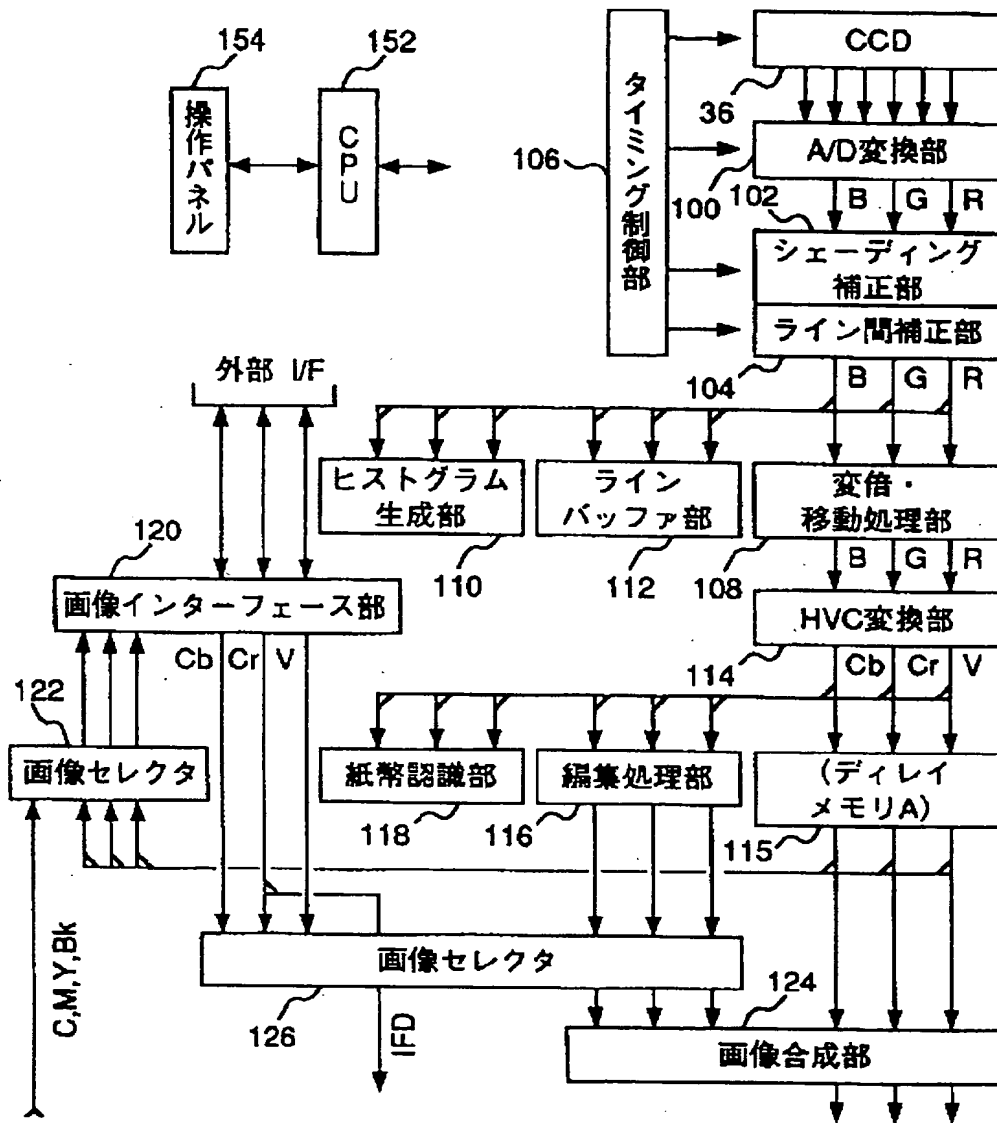 154
152
操作パネル
CPU
106
タイミング制御部
CCD
36
A/D変換部
100
102
B G R
シェーディング
補正部
ライン間補正部
104
B G R
外部 I/F
ヒストグラム
生成部
110
ライン
バッファ部
112
変倍・
移動処理部
108
B G R
120
画像インターフェース部
HVC変換部
114
Cb Cr V
Cb Cr V
122
画像セレクタ
紙幣認識部
118
編集処理部
116
(ディレイ
メモリA)
115
C,M,Y,Bk
画像セレクタ
126
IFD
124
画像合成部